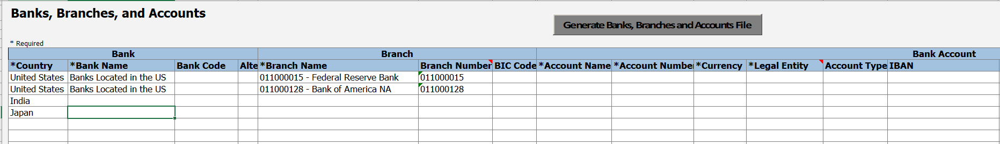 Banks, Branches, and Accounts
Generate Banks, Branches and Accounts File
* Required
Bank Branch Bank Account
*Country *Bank Name Bank Code Alte *Branch Name Branch Number BIC Code *Account Name *Account Number *Currency *Legal Entity Account Type IBAN
United States Banks Located in the US 011000015 - Federal Reserve Bank 011000015
United States Banks Located in the US 011000128 - Bank of America NA 011000128
India
Japan